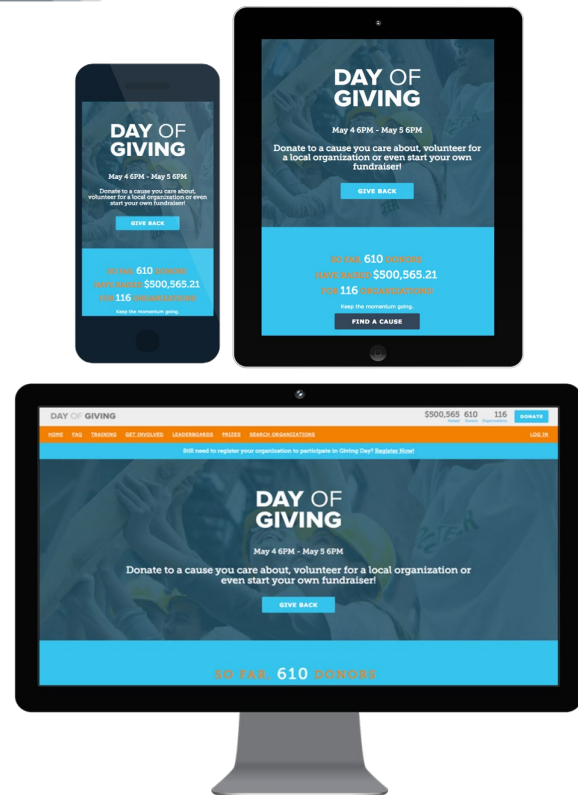 DAY OF
GIVING
May 4 6PM - May 5 6PM
Donate to a cause you care about,
volunteer for a local organization or even
start your own fundraiser!
GIVE BACK
SO FAR, 610 DONORS
HAVE RAISED $500,565.21
FOR 116 ORGANIZATIONS
Keep the momentum going.
DAY OF
GIVING
May 4 6PM - May 5 6PM
Donate to a cause you care about, volunteer for
a local organization or even start your own
fundraiser!
GIVE BACK
SO FAR, 610 DONORS
HAVE RAISED $500,565.21
FOR 116 ORGANIZATIONS
Keep the momentum going.
FIND A CAUSE
DAY OF GIVING
$500,565 610 116 DONATE
Raised Donors Organizations
HOME FAQ TRAINING GET INVOLVED LEADERBOARDS PRIZES SEARCH ORGANIZATIONS LOG IN
Still need to register your organization to participate in Giving Day? Register Now!
DAY OF
GIVING
May 4 6PM - May 5 6PM
Donate to a cause you care about, volunteer for a local organization or
even start your own fundraiser!
GIVE BACK
SO FAR, 610 DONORS